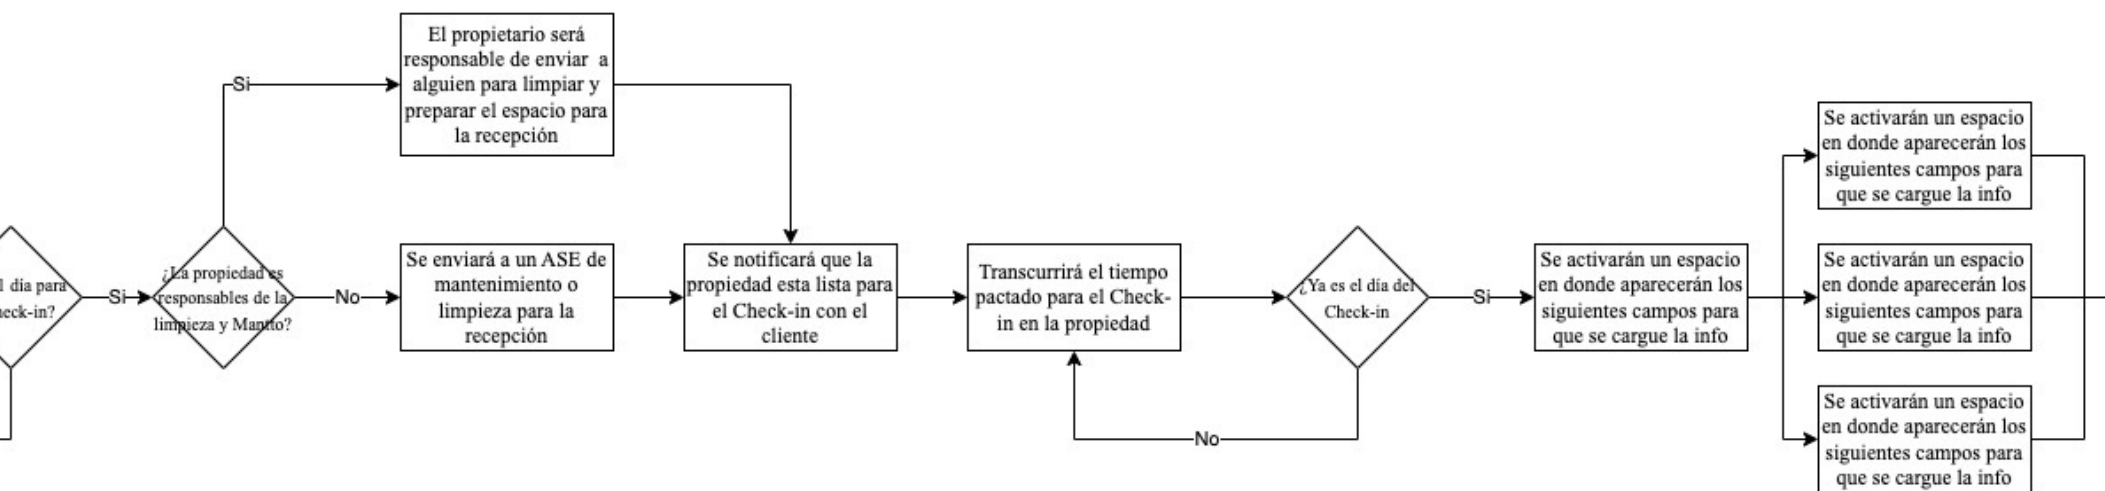 El propietario será
responsable de enviar a
alguien para limpiar y
preparar el espacio para
la recepción
Si
día para
Si
¿La propiedad es
responsables de la
limpieza y Mantto?
No
Se enviará a un ASE de
mantenimiento o
limpieza para la
recepción
Se notificará que la
propiedad esta lista para
el Check-in con el
cliente
Transcurrirá el tiempo
pactado para el Check-
in en la propiedad
No
¿Ya es el día del
Check-in
Si
Se activarán un espacio
en donde aparecerán los
siguientes campos para
que se cargue la info
Se activarán un espacio
en donde aparecerán los
siguientes campos para
que se cargue la info
Se activarán un espacio
en donde aparecerán los
siguientes campos para
que se cargue la info
Se activarán un espacio
en donde aparecerán los
siguientes campos para
que se cargue la info